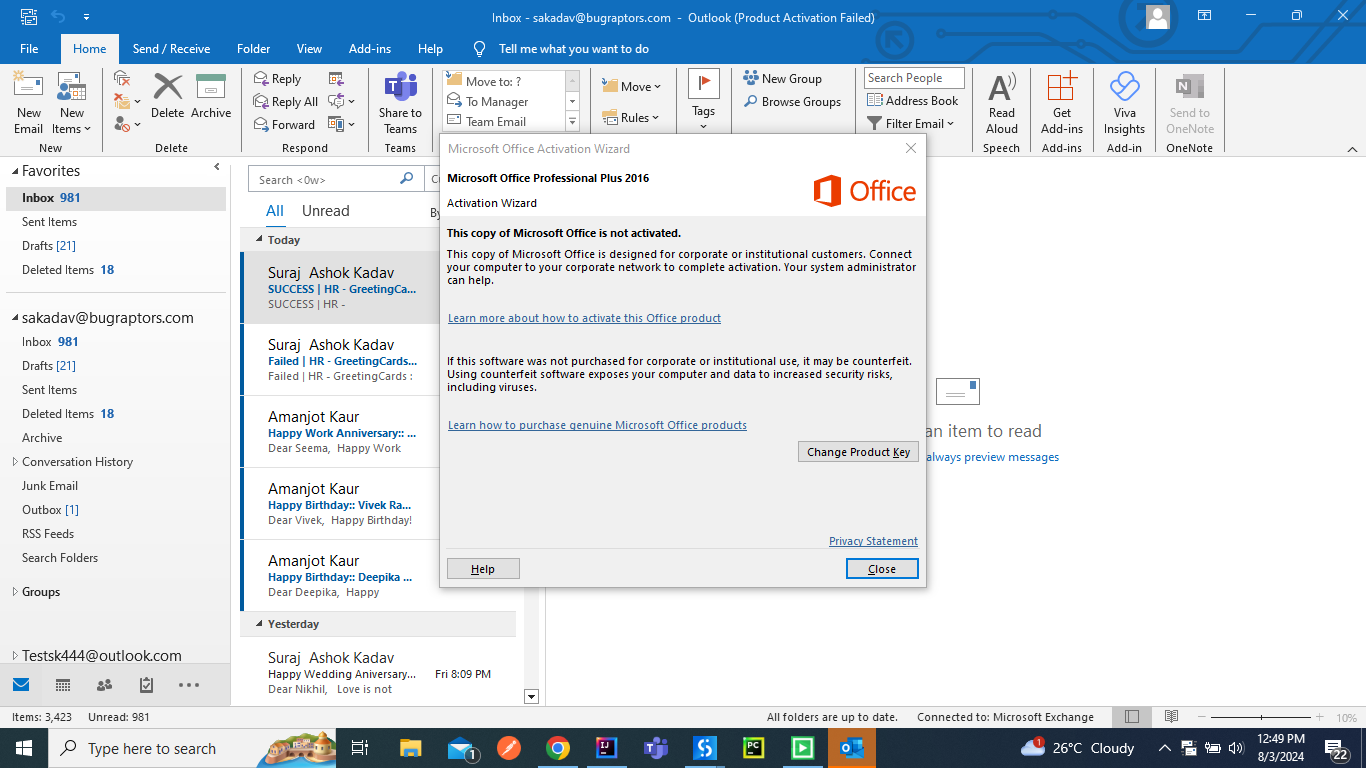 Inbox - sakadav@bugraptors.com - Outlook (Product Activation Failed)
File Home Send / Receive Folder View Add-ins Help Tell me what you want to do
New Email
New Items
New
Delete
Archive
Delete
Reply
Reply All
Forward
Respond
Share to Teams
Teams
Move to: ?
To Manager
Team Email
Move
Rules
Tags
New Group
Browse Groups
Search People
Address Book
Filter Email
Read Aloud
Speech
Get Add-ins
Add-ins
Viva Insights
Add-in
Send to OneNote
OneNote
Favorites
Inbox 981
Sent Items
Drafts [21]
Deleted Items 18
sakadav@bugraptors.com
Inbox 981
Drafts [21]
Sent Items
Deleted Items 18
Archive
Conversation History
Junk Email
Outbox [1]
RSS Feeds
Search Folders
Groups
Testsk444@outlook.com
Search <0w>
All Unread By
Today
Suraj Ashok Kadav
SUCCESS | HR - GreetingCa...
SUCCESS | HR -
Suraj Ashok Kadav
Failed | HR - GreetingCards...
Failed | HR - GreetingCards :
Amanjot Kaur
Happy Work Anniversary:: ...
Dear Seema, Happy Work
Amanjot Kaur
Happy Birthday:: Vivek Ra...
Dear Vivek, Happy Birthday!
Amanjot Kaur
Happy Birthday:: Deepika ...
Dear Deepika, Happy
Yesterday
Suraj Ashok Kadav
Happy Wedding Aniversary... Fri 8:09 PM
Dear Nikhil, Love is not
Microsoft Office Activation Wizard
Microsoft Office Professional Plus 2016
Activation Wizard
Office
This copy of Microsoft Office is not activated.
This copy of Microsoft Office is designed for corporate or institutional customers. Connect
your computer to your corporate network to complete activation. Your system administrator
can help.
Learn more about how to activate this Office product
If this software was not purchased for corporate or institutional use, it may be counterfeit.
Using counterfeit software exposes your computer and data to increased security risks,
including viruses.
Learn how to purchase genuine Microsoft Office products
Change Product Key
Privacy Statement
Help
Close
an item to read
always preview messages
Items: 3,423 Unread: 981 All folders are up to date. Connected to: Microsoft Exchange 10%
Type here to search
1
IJ
PC
1
26°C Cloudy
12:49 PM
8/3/2024
22